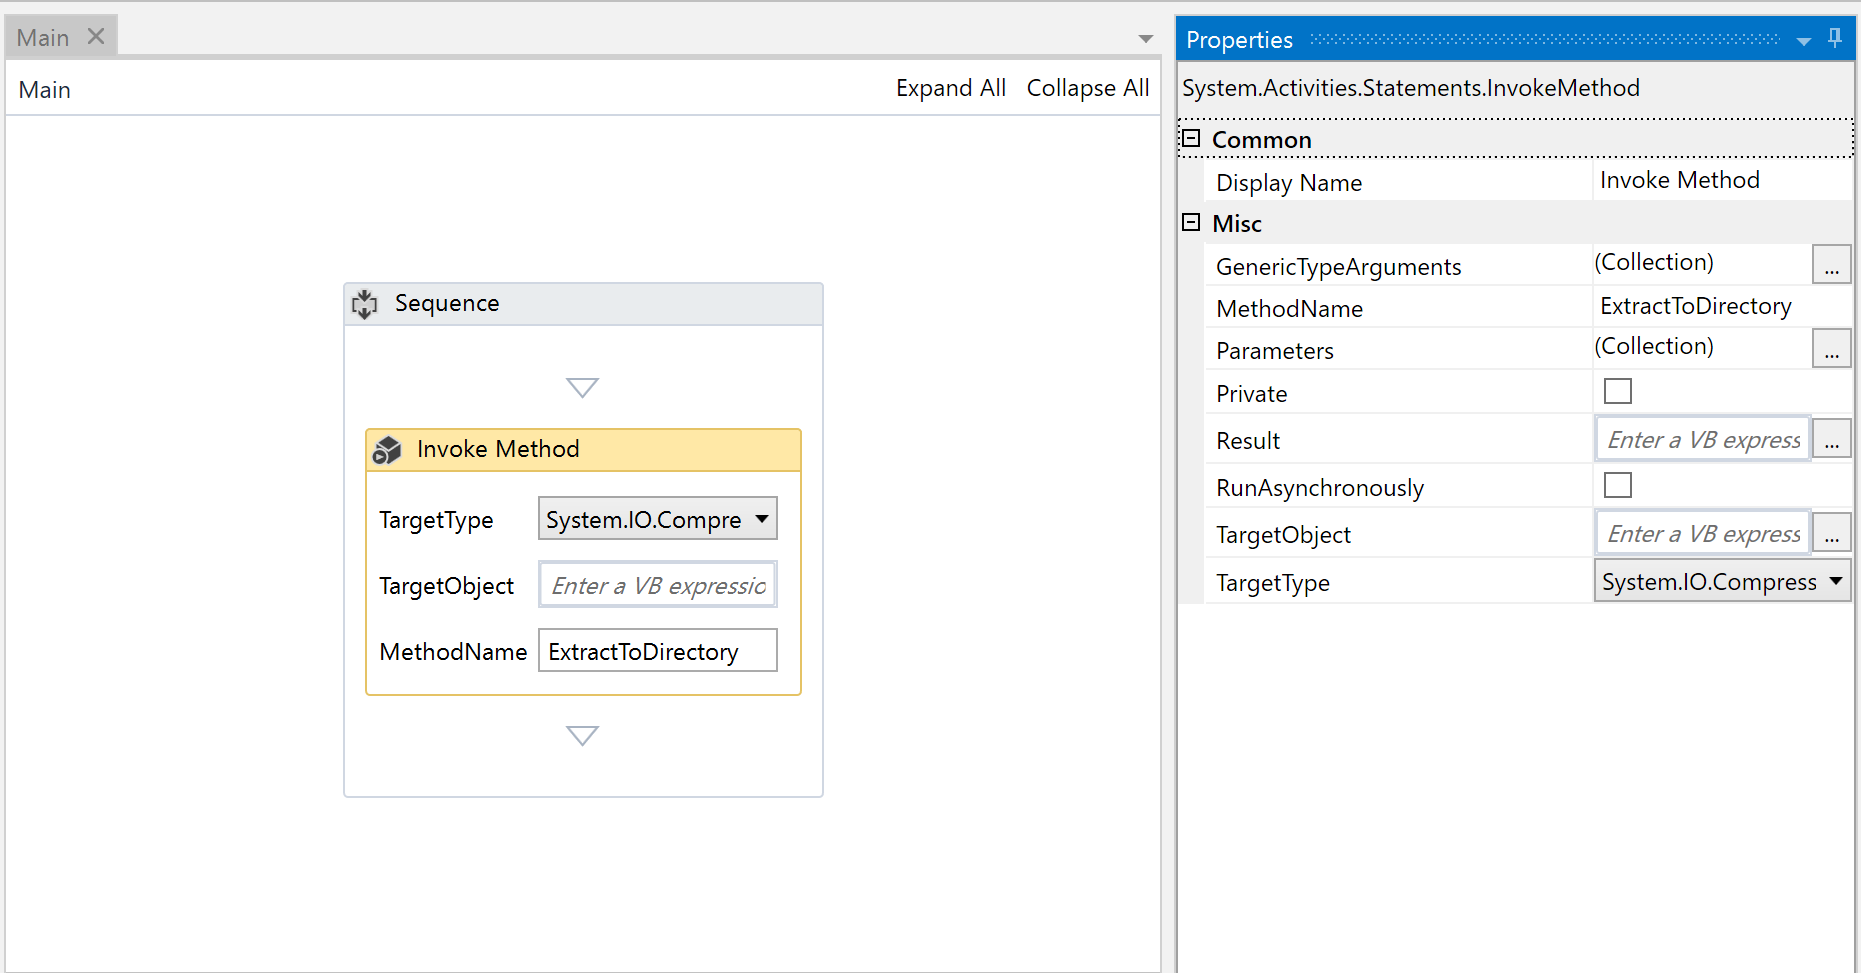 Main
Main
Expand All Collapse All
Sequence
Invoke Method
TargetType System.IO.Compre
TargetObject Enter a VB expressio
MethodName ExtractToDirectory
Properties
System.Activities.Statements.InvokeMethod
Common
Display Name Invoke Method
Misc
GenericTypeArguments (Collection) ...
MethodName ExtractToDirectory
Parameters (Collection) ...
Private
Result Enter a VB express ...
RunAsynchronously
TargetObject Enter a VB express ...
TargetType System.IO.Compress